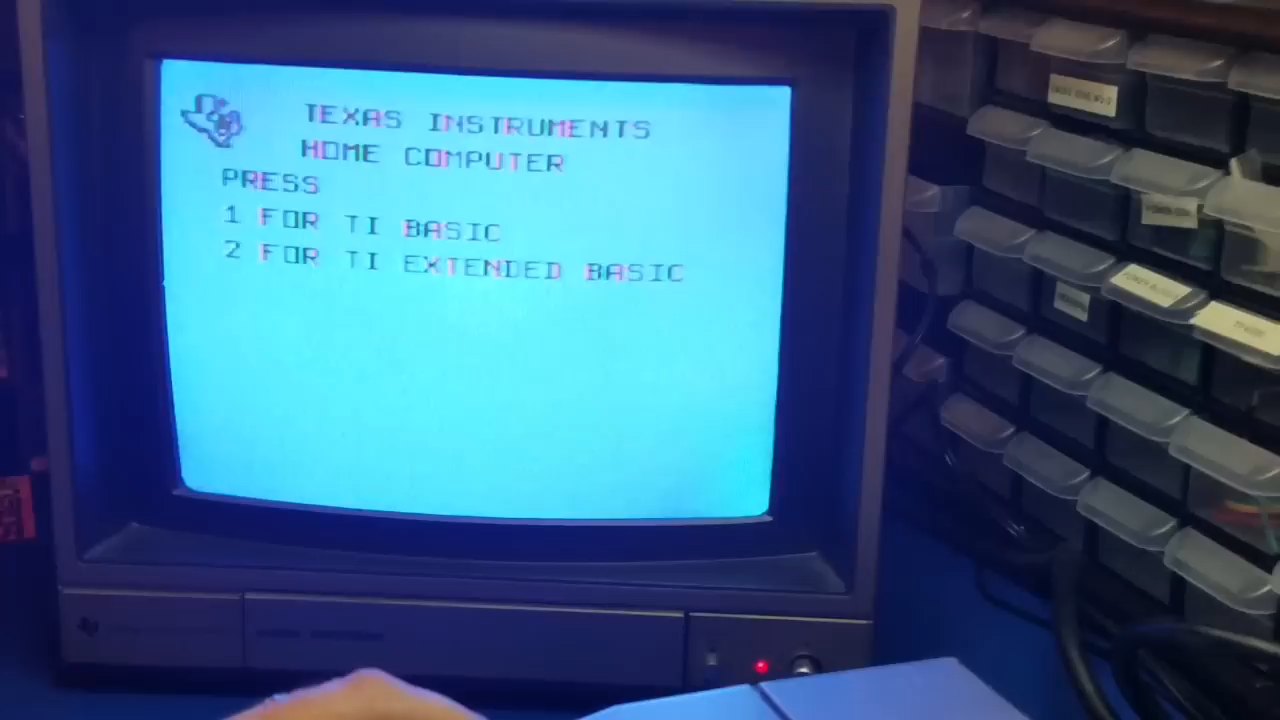 TEXAS INSTRUMENTS
HOME COMPUTER
PRESS
1 FOR TI BASIC
2 FOR TI EXTENDED BASIC